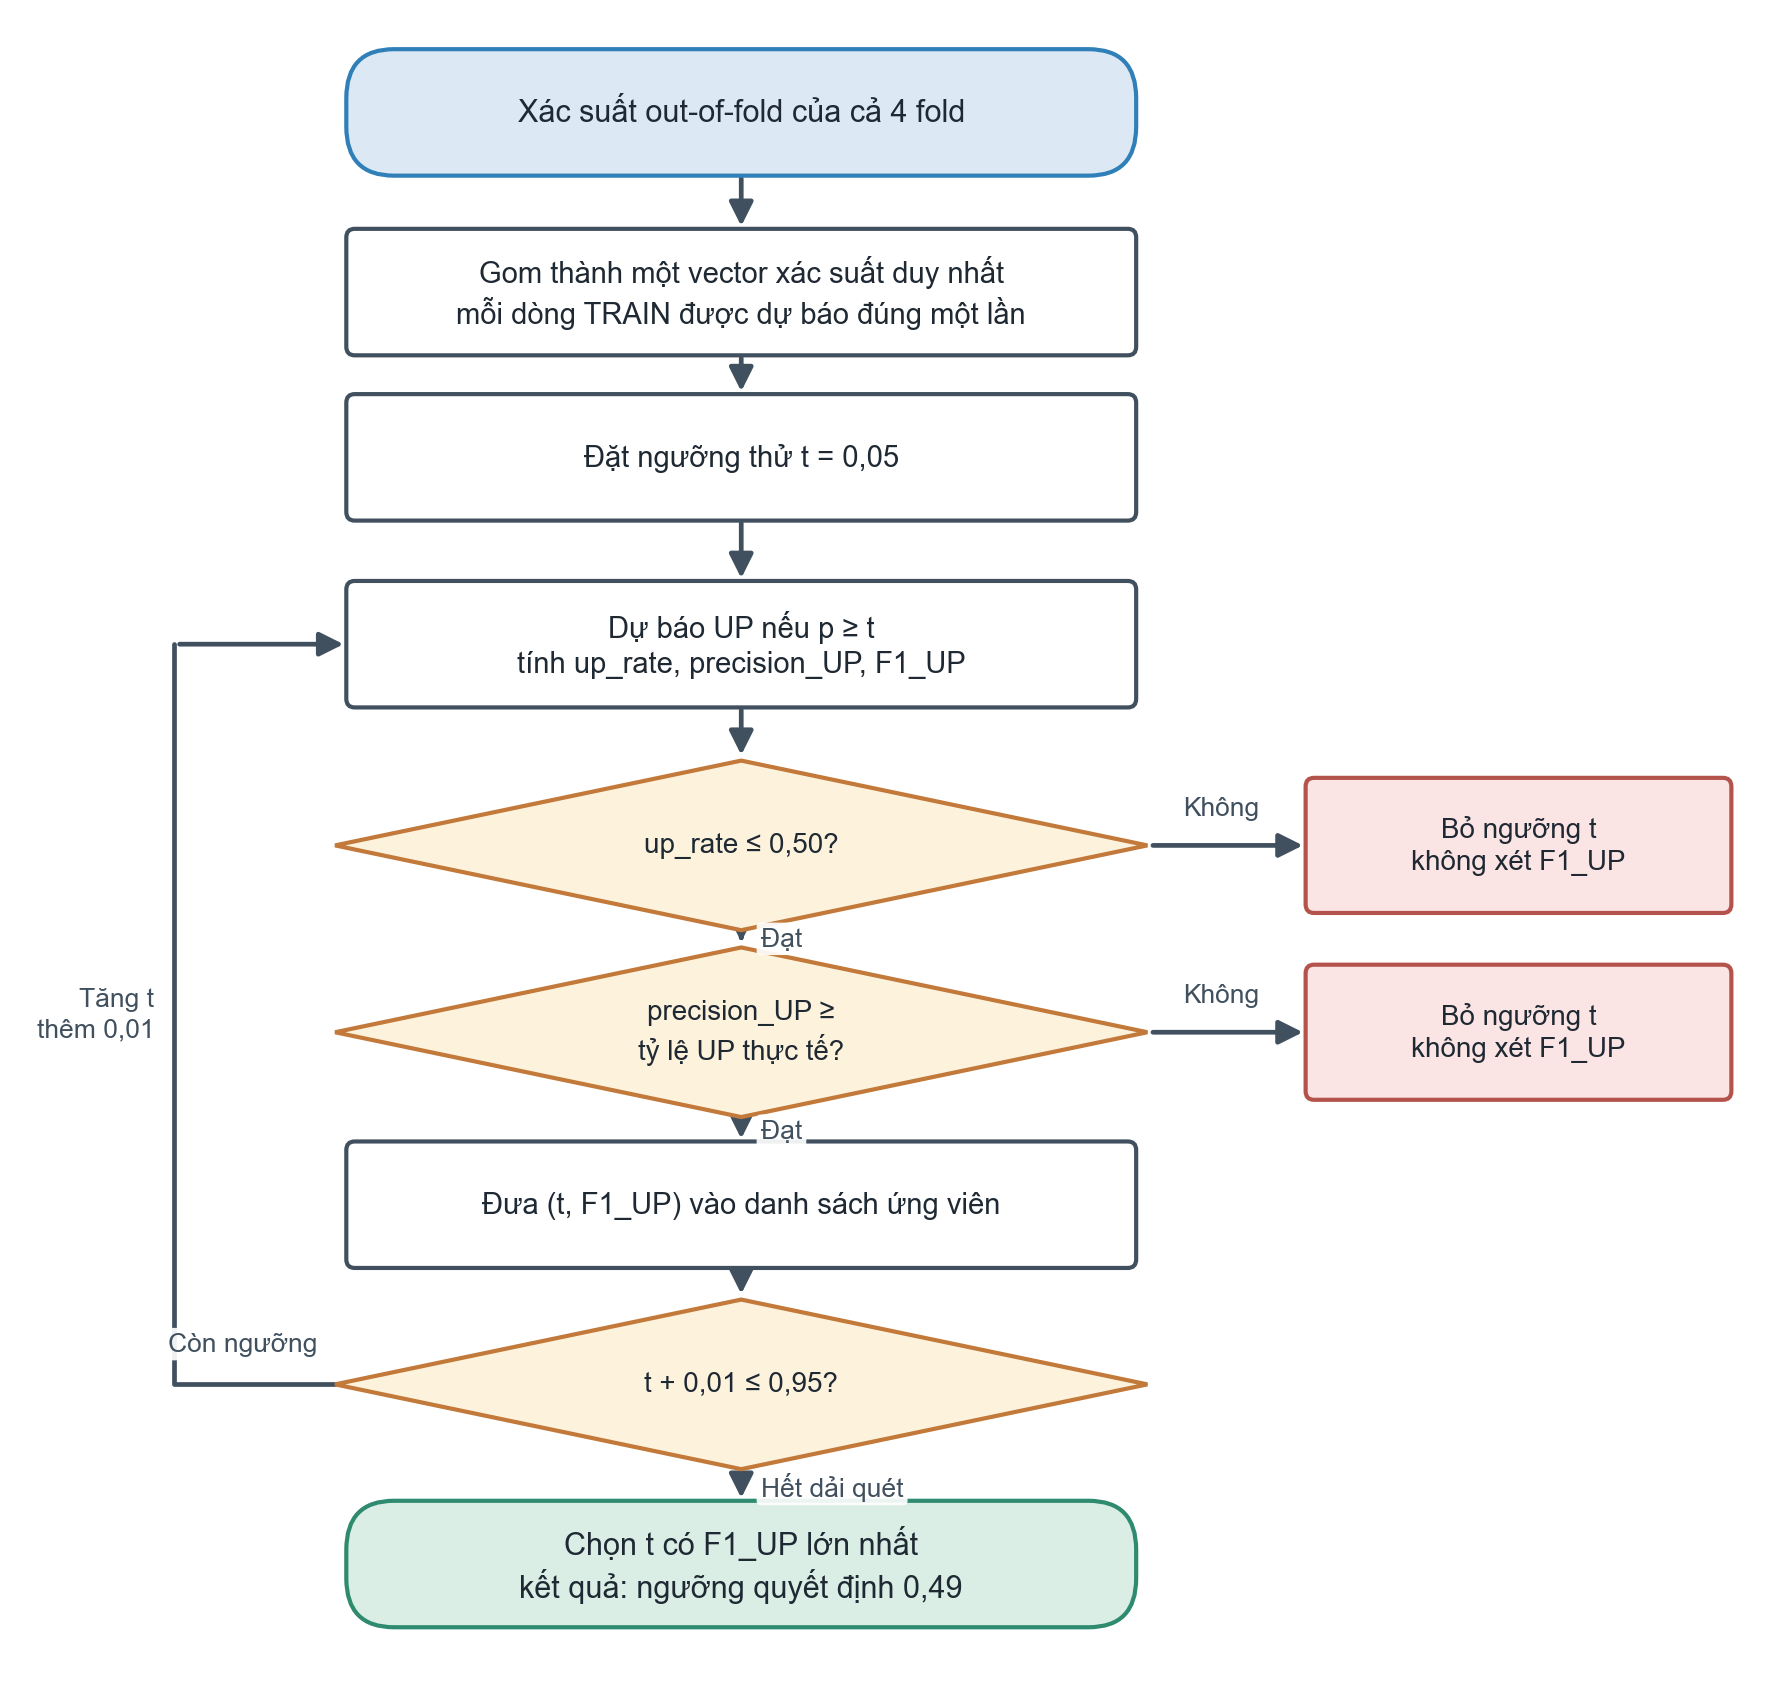 Xác suất out-of-fold của cả 4 fold
Gom thành một vector xác suất duy nhất
mỗi dòng TRAIN được dự báo đúng một lần
Đặt ngưỡng thử t = 0,05
Dự báo UP nếu p ≥ t
tính up_rate, precision_UP, F1_UP
up_rate ≤ 0,50?
Không
Bỏ ngưỡng t
không xét F1_UP
Đạt
precision_UP ≥
tỷ lệ UP thực tế?
Không
Bỏ ngưỡng t
không xét F1_UP
Tăng t
thêm 0,01
Đạt
Đưa (t, F1_UP) vào danh sách ứng viên
Còn ngưỡng
t + 0,01 ≤ 0,95?
Hết dải quét
Chọn t có F1_UP lớn nhất
kết quả: ngưỡng quyết định 0,49